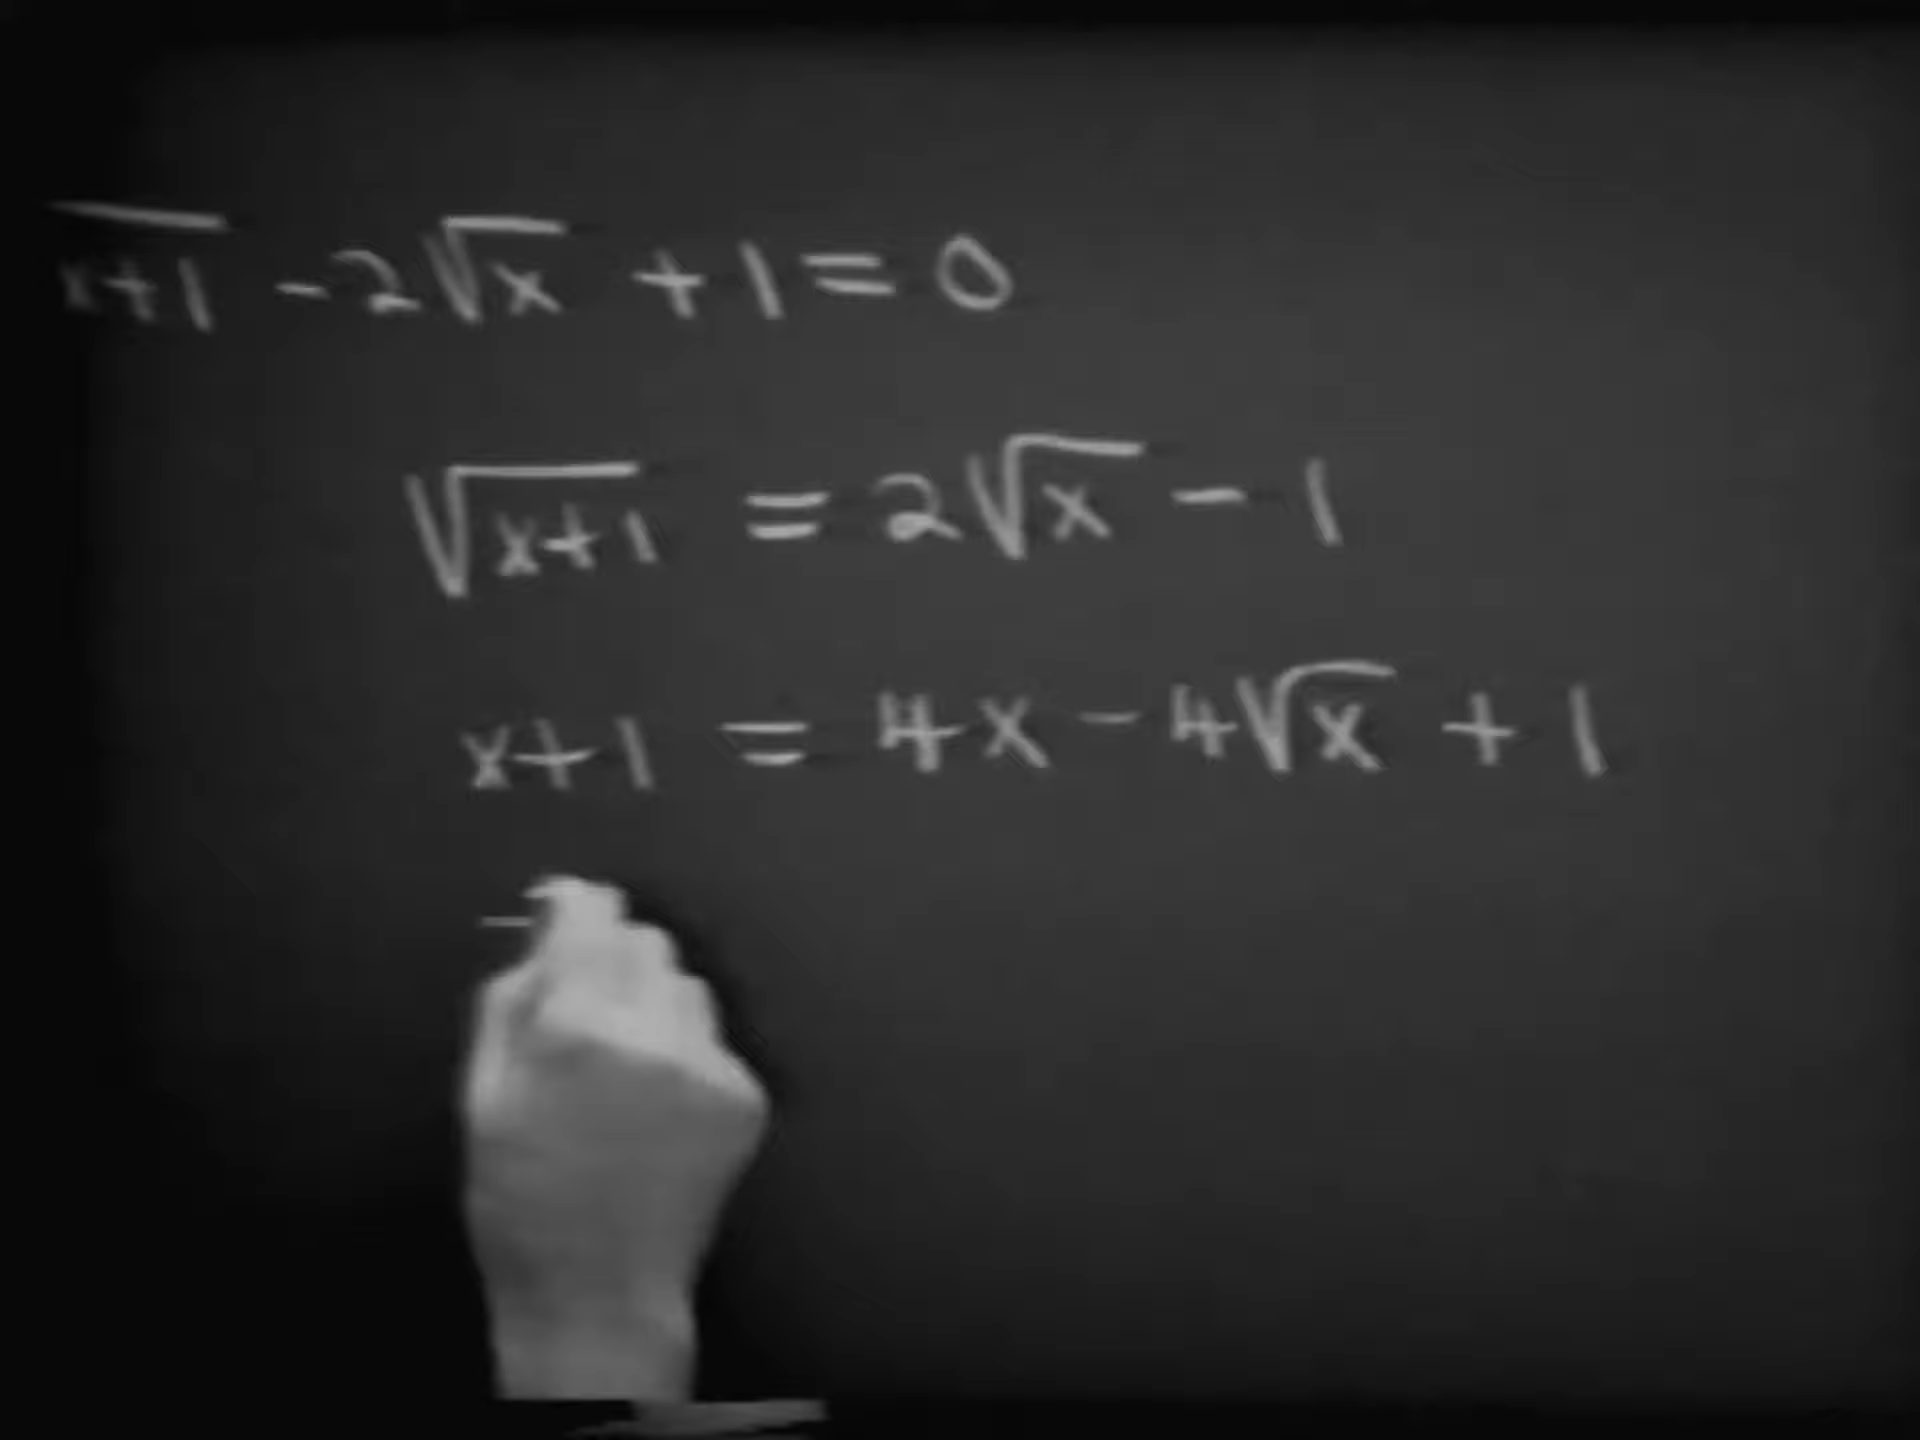 x+1 - 2√x + 1 = 0
√x+1 = 2√x - 1
x+1 = 4x - 4√x + 1
-